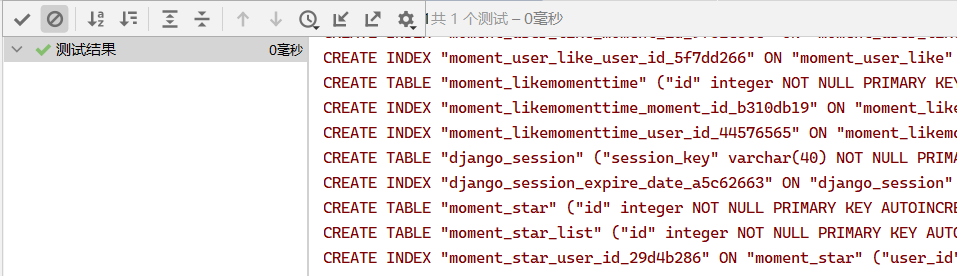 共 1 个测试 – 0毫秒
测试结果
0毫秒
CREATE INDEX "moment_user_like_user_id_5f7dd266" ON "moment_user_like"
CREATE TABLE "moment_likemomenttime" ("id" integer NOT NULL PRIMARY KEY
CREATE INDEX "moment_likemomenttime_moment_id_b310db19" ON "moment_like
CREATE INDEX "moment_likemomenttime_user_id_44576565" ON "moment_likemo
CREATE TABLE "django_session" ("session_key" varchar(40) NOT NULL PRIMA
CREATE INDEX "django_session_expire_date_a5c62663" ON "django_session"
CREATE TABLE "moment_star" ("id" integer NOT NULL PRIMARY KEY AUTOINCRE
CREATE TABLE "moment_star_list" ("id" integer NOT NULL PRIMARY KEY AUTO
CREATE INDEX "moment_star_user_id_29d4b286" ON "moment_star" ("user_id"